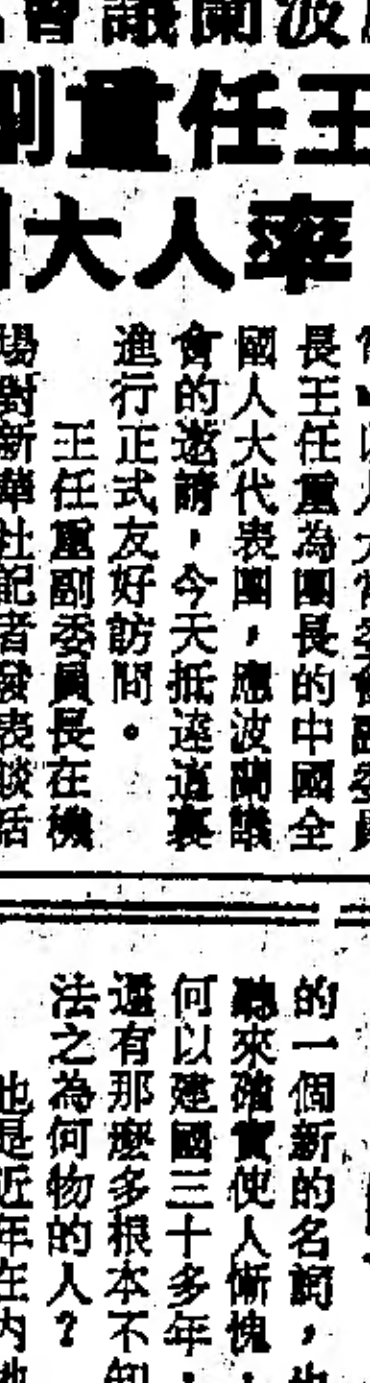 會議蘭波
副重任王
大人率
長王任重為團長的中國全
國人大代表團，應波蘭議
會的邀請，今天抵達這裏
進行正式友好訪問。
王任重副委員長在機
場對新華社記者發表談話
的一個新的名詞，也
聽來確實使人慚愧，
何以建國三十多年，
還有那麼多根本不知
法之為何物的人？
也是近年在内地